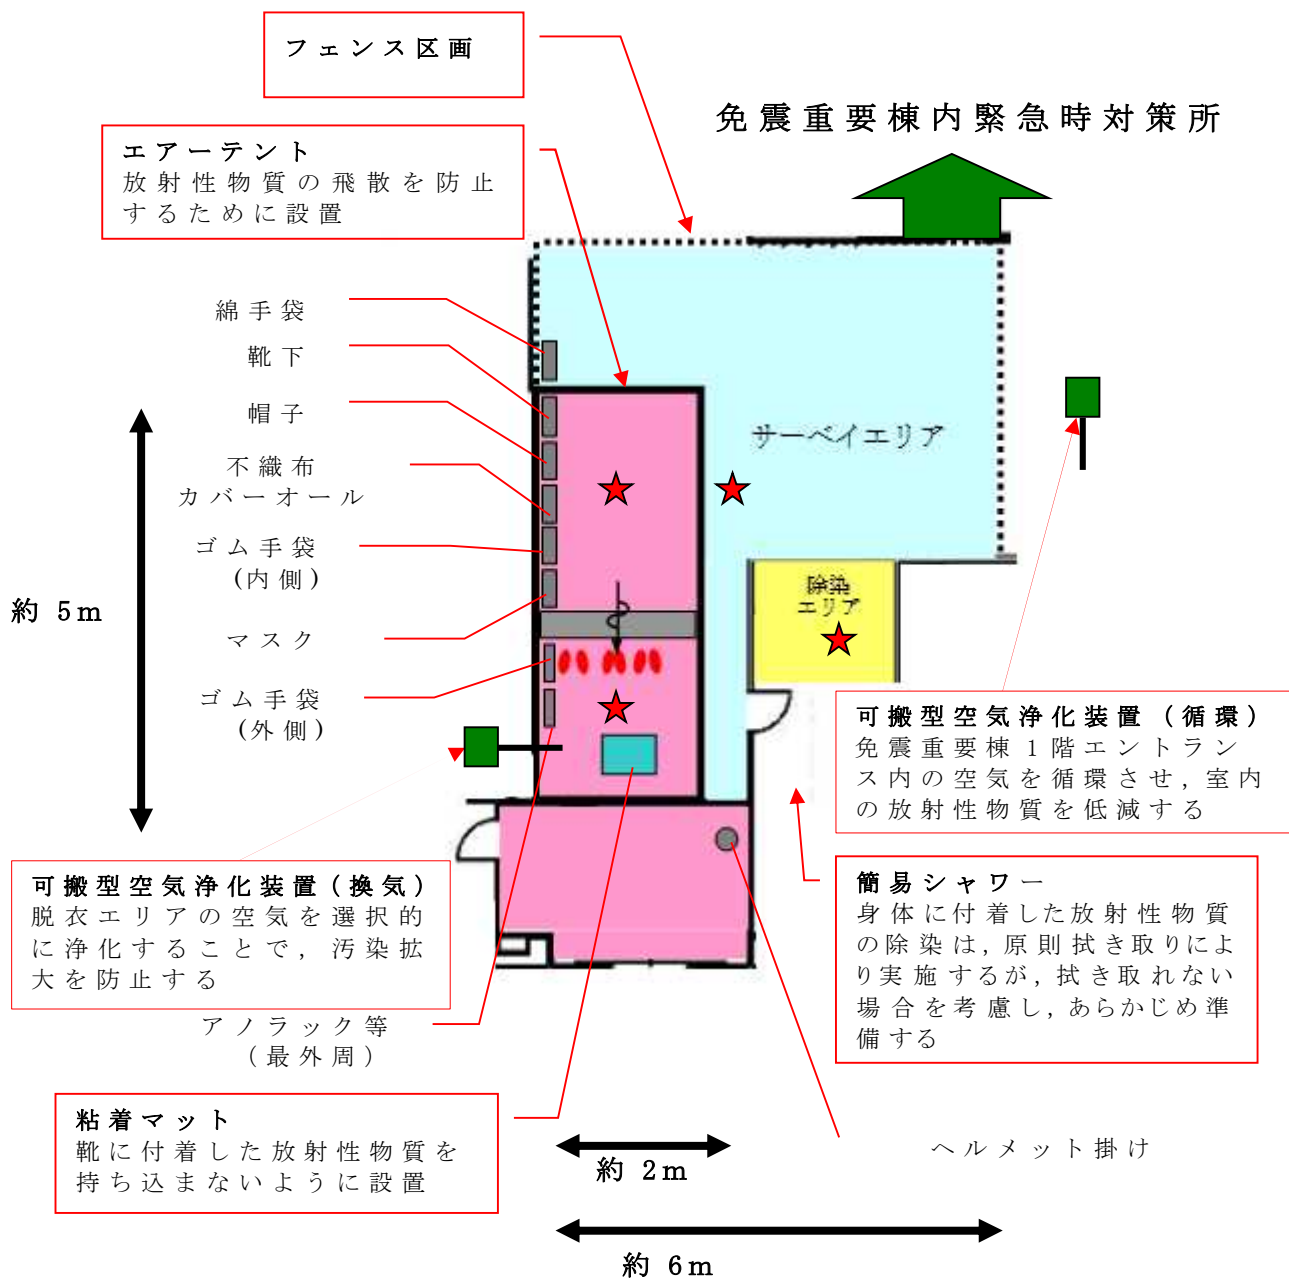 フェンス区画
免震重要棟内緊急時対策所
エアーテント
放射性物質の飛散を防止
するために設置
綿手袋
靴下
帽子
不織布
カバーオール
ゴム手袋
(内側)
マスク
ゴム手袋
(外側)
約 5m
サーベイエリア
除染
エリア
可搬型空気浄化装置（循環）
免震重要棟1階エントラン
ス内の空気を循環させ,室内
の放射性物質を低減する
可搬型空気浄化装置(換気)
脱衣エリアの空気を選択的
に浄化することで,汚染拡
大を防止する
簡易シャワー
身体に付着した放射性物質
の除染は,原則拭き取りによ
り実施するが,拭き取れない
場合を考慮し,あらかじめ準
備する
アノラック等
（最外周）
粘着マット
靴に付着した放射性物質を
持ち込まないように設置
ヘルメット掛け
約 2m
約 6m